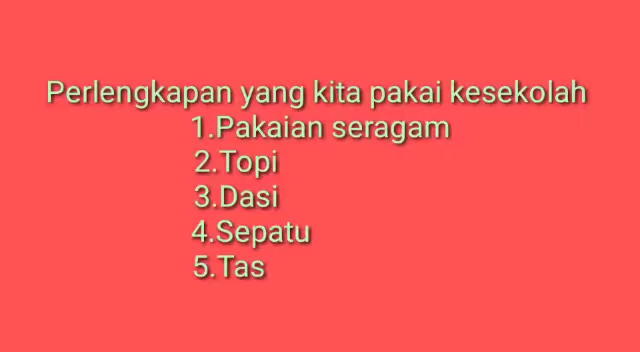 Perlengkapan yang kita pakai kesekolah
1.Pakaian seragam
2.Topi
3.Dasi
4.Sepatu
5.Tas